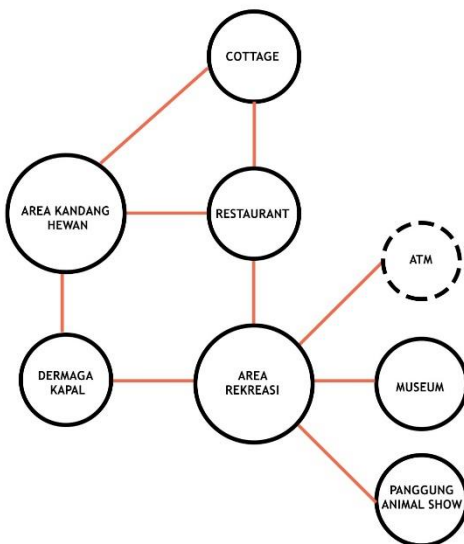 COTTAGE
AREA KANDANG
HEWAN
RESTAURANT
ATM
DERMAGA
KAPAL
AREA
REKREASI
MUSEUM
PANGGUNG
ANIMAL SHOW